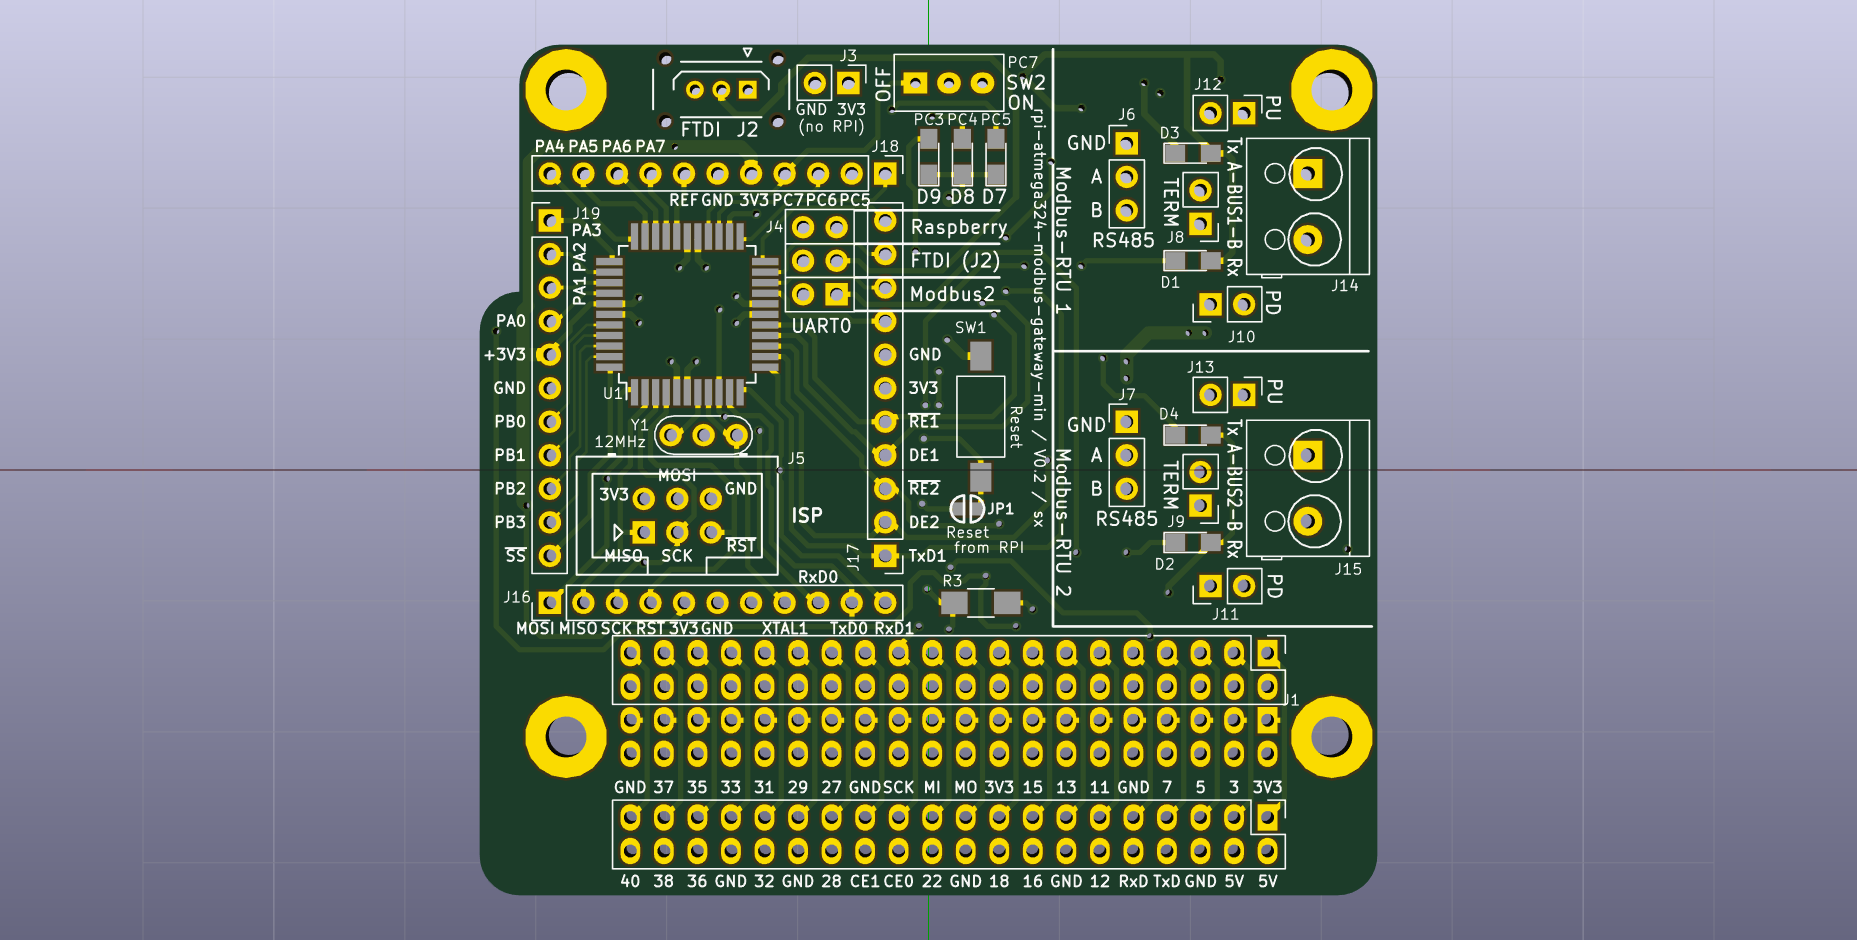 J3
OFF
PC7
SW2
ON
GND 3V3
(no RPI)
FTDI J2
PC3 PC4 PC5
D9 D8 D7
PA4 PA5 PA6 PA7
J18
REF GND 3V3 PC7 PC6 PC5
J19
PA3
PA2
PA1
J4
Raspberry
FTDI (J2)
Modbus2
UART0
PA0
+3V3
GND
PB0
PB1
PB2
PB3
SS
U1
Y1
12MHz
J5
MOSI
3V3
GND
ISP
RST
MISO SCK
GND
3V3
RE1
DE1
RE2
DE2
TxD1
J17
SW1
Reset
JP1
Reset
from RPI
R3
rpi-atmega324-modbus-gateway-min / V0.2 / sx
J16
RxD0
MOSI MISO SCK RST 3V3 GND XTAL1 TxD0 RxD1
Modbus-RTU 1
J6
GND
A
B
RS485
J12
PU
D3
TERM
J8
D1
Tx A-BUS1-B Rx
J14
PD
J10
Modbus-RTU 2
J7
GND
A
B
RS485
J13
PU
D4
TERM
J9
D2
Tx A-BUS2-B Rx
J15
PD
J11
J1
GND 37 35 33 31 29 27 GND SCK MI MO 3V3 15 13 11 GND 7 5 3 3V3
40 38 36 GND 32 GND 28 CE1 CE0 22 GND 18 16 GND 12 RxD TxD GND 5V 5V